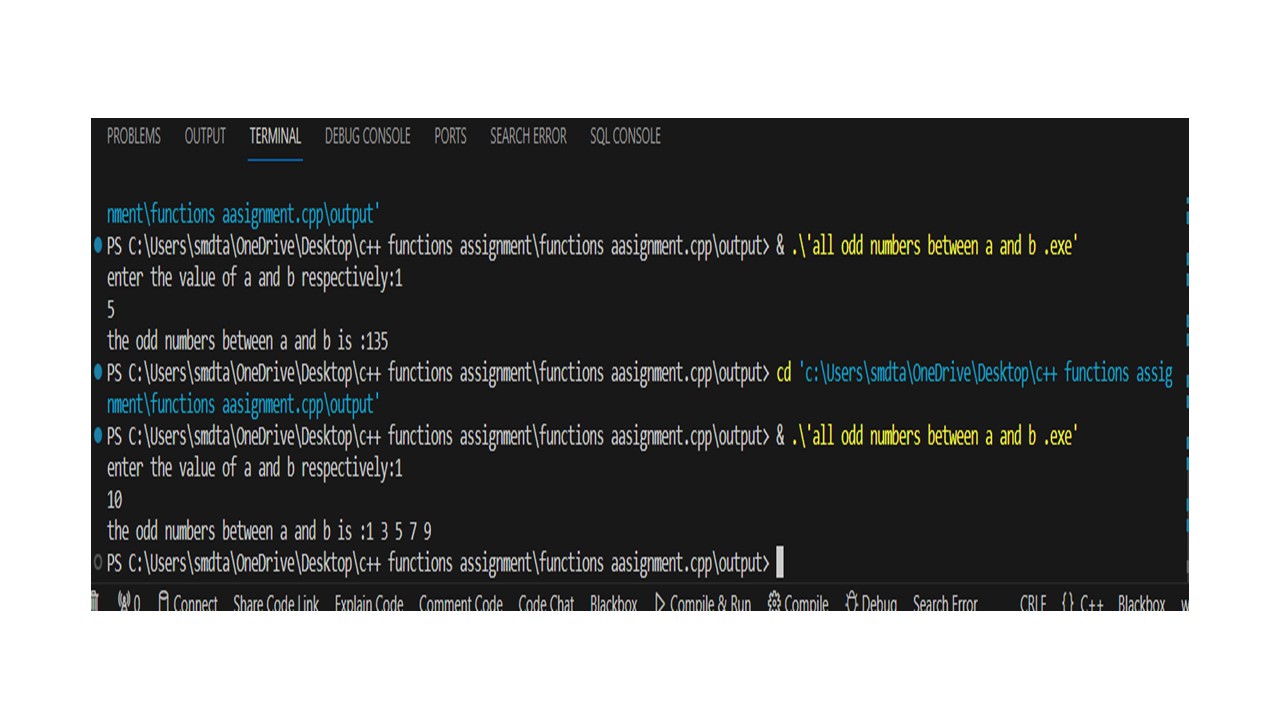 PROBLEMS OUTPUT TERMINAL DEBUG CONSOLE PORTS SEARCH ERROR SQL CONSOLE
nment\functions aasignment.cpp\output'
PS C:\Users\smdta\OneDrive\Desktop\c++ functions assignment\functions aasignment.cpp\output> & .\'all odd numbers between a and b .exe'
enter the value of a and b respectively:1
5
the odd numbers between a and b is :135
PS C:\Users\smdta\OneDrive\Desktop\c++ functions assignment\functions aasignment.cpp\output> cd 'c:\Users\smdta\OneDrive\Desktop\c++ functions assig
nment\functions aasignment.cpp\output'
PS C:\Users\smdta\OneDrive\Desktop\c++ functions assignment\functions aasignment.cpp\output> & .\'all odd numbers between a and b .exe'
enter the value of a and b respectively:1
10
the odd numbers between a and b is :1 3 5 7 9
PS C:\Users\smdta\OneDrive\Desktop\c++ functions assignment\functions aasignment.cpp\output>
0 Connect Share Code Link Explain Code Comment Code Code Chat Blackbox Compile & Run Compile Debug Search Error CRLF {} C++ Blackbox